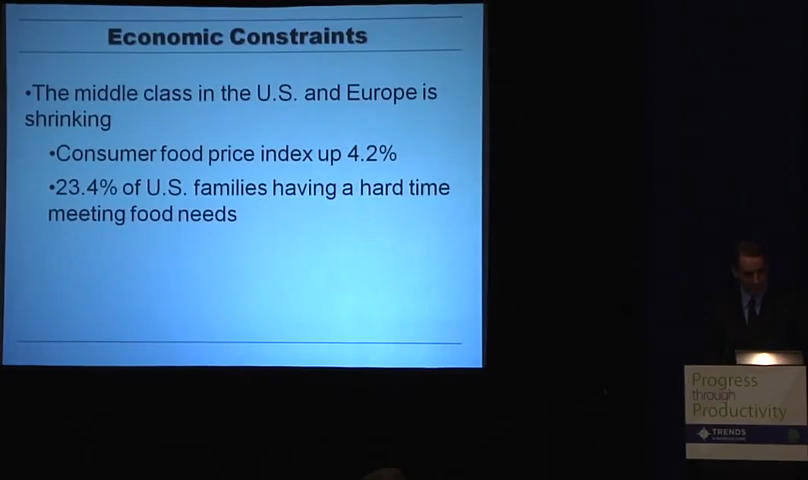 Economic Constraints
•The middle class in the U.S. and Europe is
shrinking
•Consumer food price index up 4.2%
•23.4% of U.S. families having a hard time
meeting food needs
Progress
through
Productivity
TRENDS